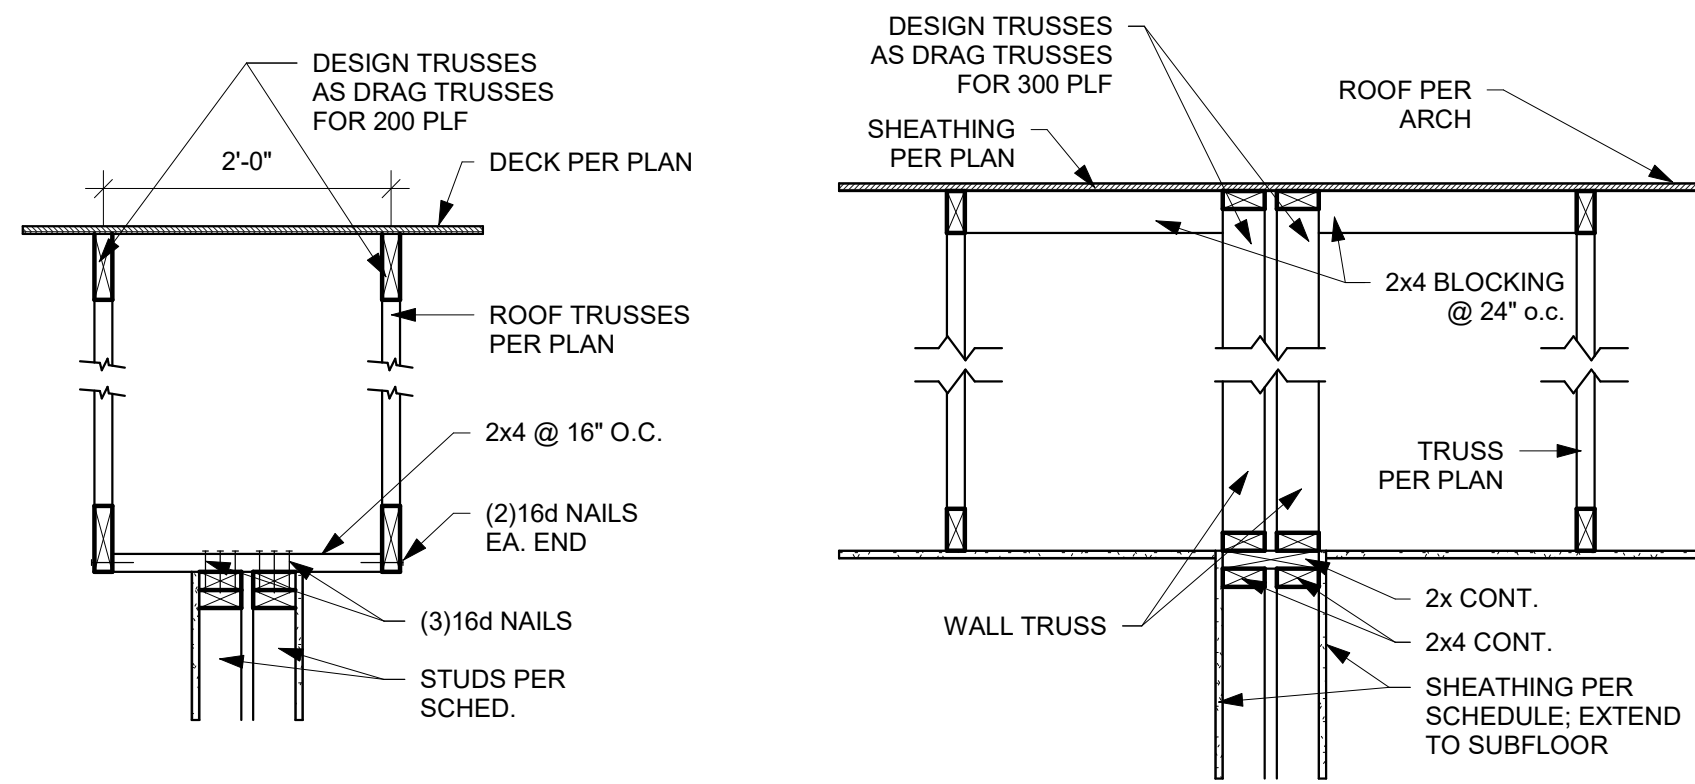 DESIGN TRUSSES
AS DRAG TRUSSES
FOR 200 PLF
2'-0"
DECK PER PLAN
ROOF TRUSSES
PER PLAN
2x4 @ 16" O.C.
(2)16d NAILS
EA. END
(3)16d NAILS
STUDS PER
SCHED.
DESIGN TRUSSES
AS DRAG TRUSSES
FOR 300 PLF
ROOF PER
ARCH
SHEATHING
PER PLAN
2x4 BLOCKING
@ 24" o.c.
TRUSS
PER PLAN
WALL TRUSS
2x CONT.
2x4 CONT.
SHEATHING PER
SCHEDULE; EXTEND
TO SUBFLOOR